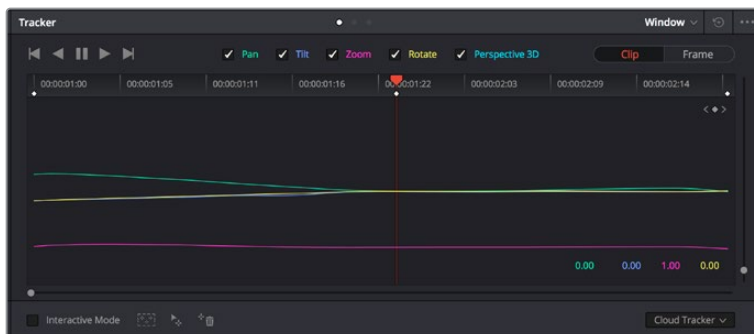 Tracker
Window
Pan Tilt Zoom Rotate Perspective 3D Clip Frame
00:00:01:00 00:00:01:05 00:00:01:11 00:00:01:16 00:00:01:22 00:00:02:03 00:00:02:09 00:00:02:14
0.00 0.00 1.00 0.00
Interactive Mode Cloud Tracker